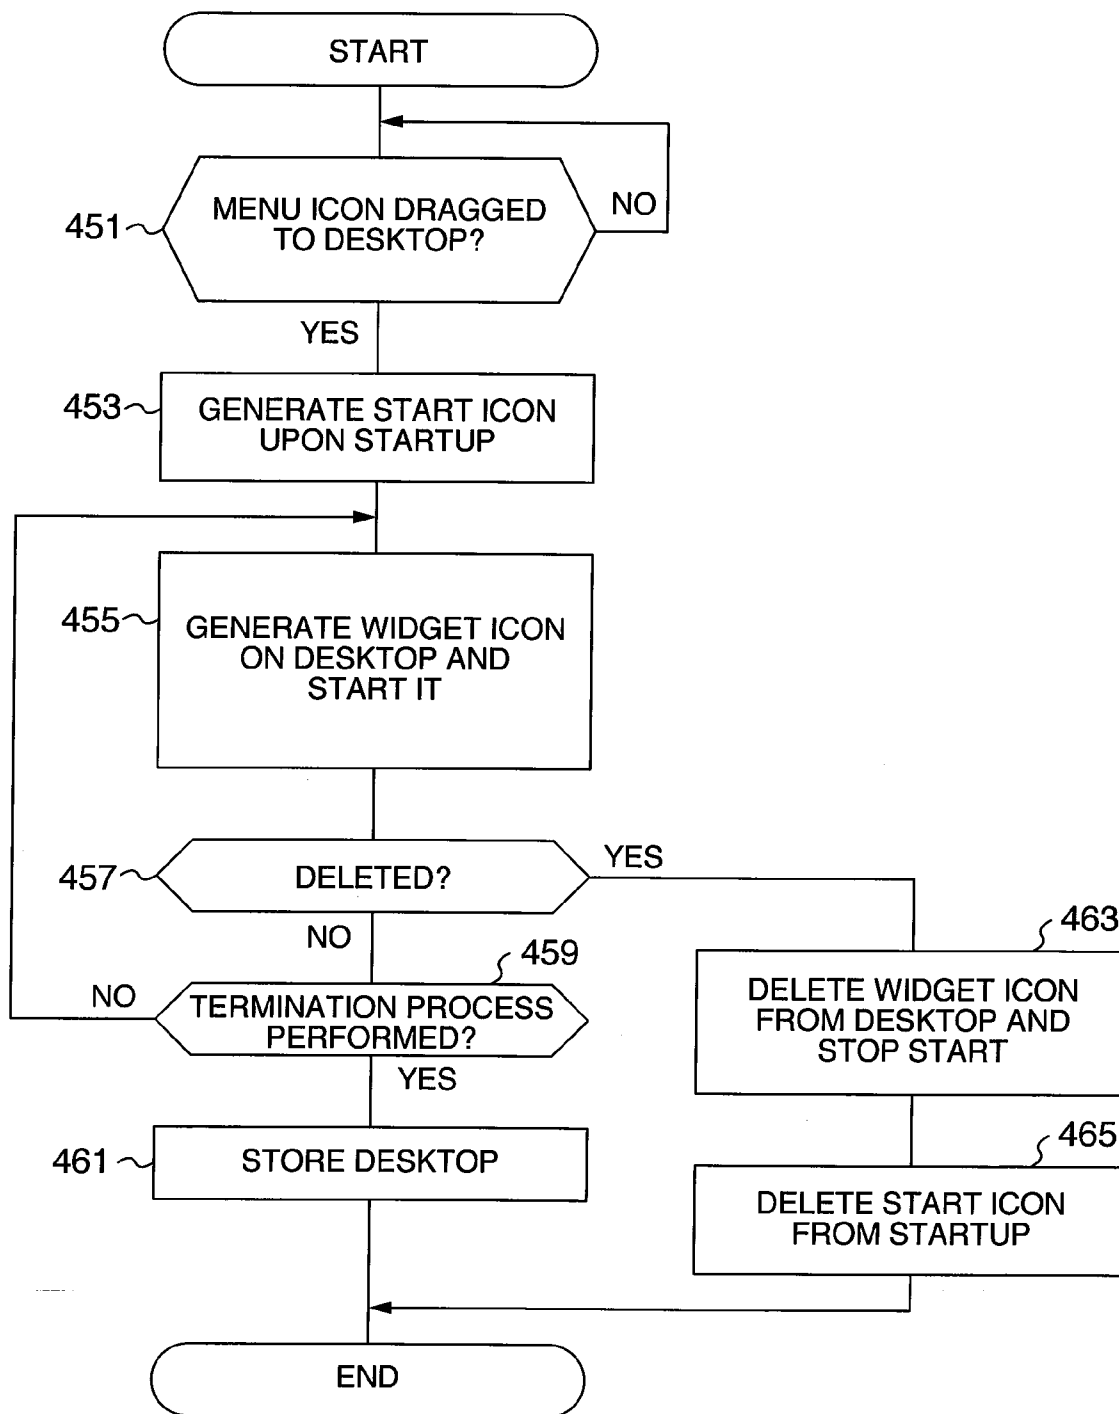 START
MENU ICON DRAGGED
TO DESKTOP?
NO
451
YES
453
GENERATE START ICON
UPON STARTUP
455
GENERATE WIDGET ICON
ON DESKTOP AND
START IT
457
DELETED?
YES
NO
459
463
NO
TERMINATION PROCESS
PERFORMED?
YES
DELETE WIDGET ICON
FROM DESKTOP AND
STOP START
461
STORE DESKTOP
465
DELETE START ICON
FROM STARTUP
END